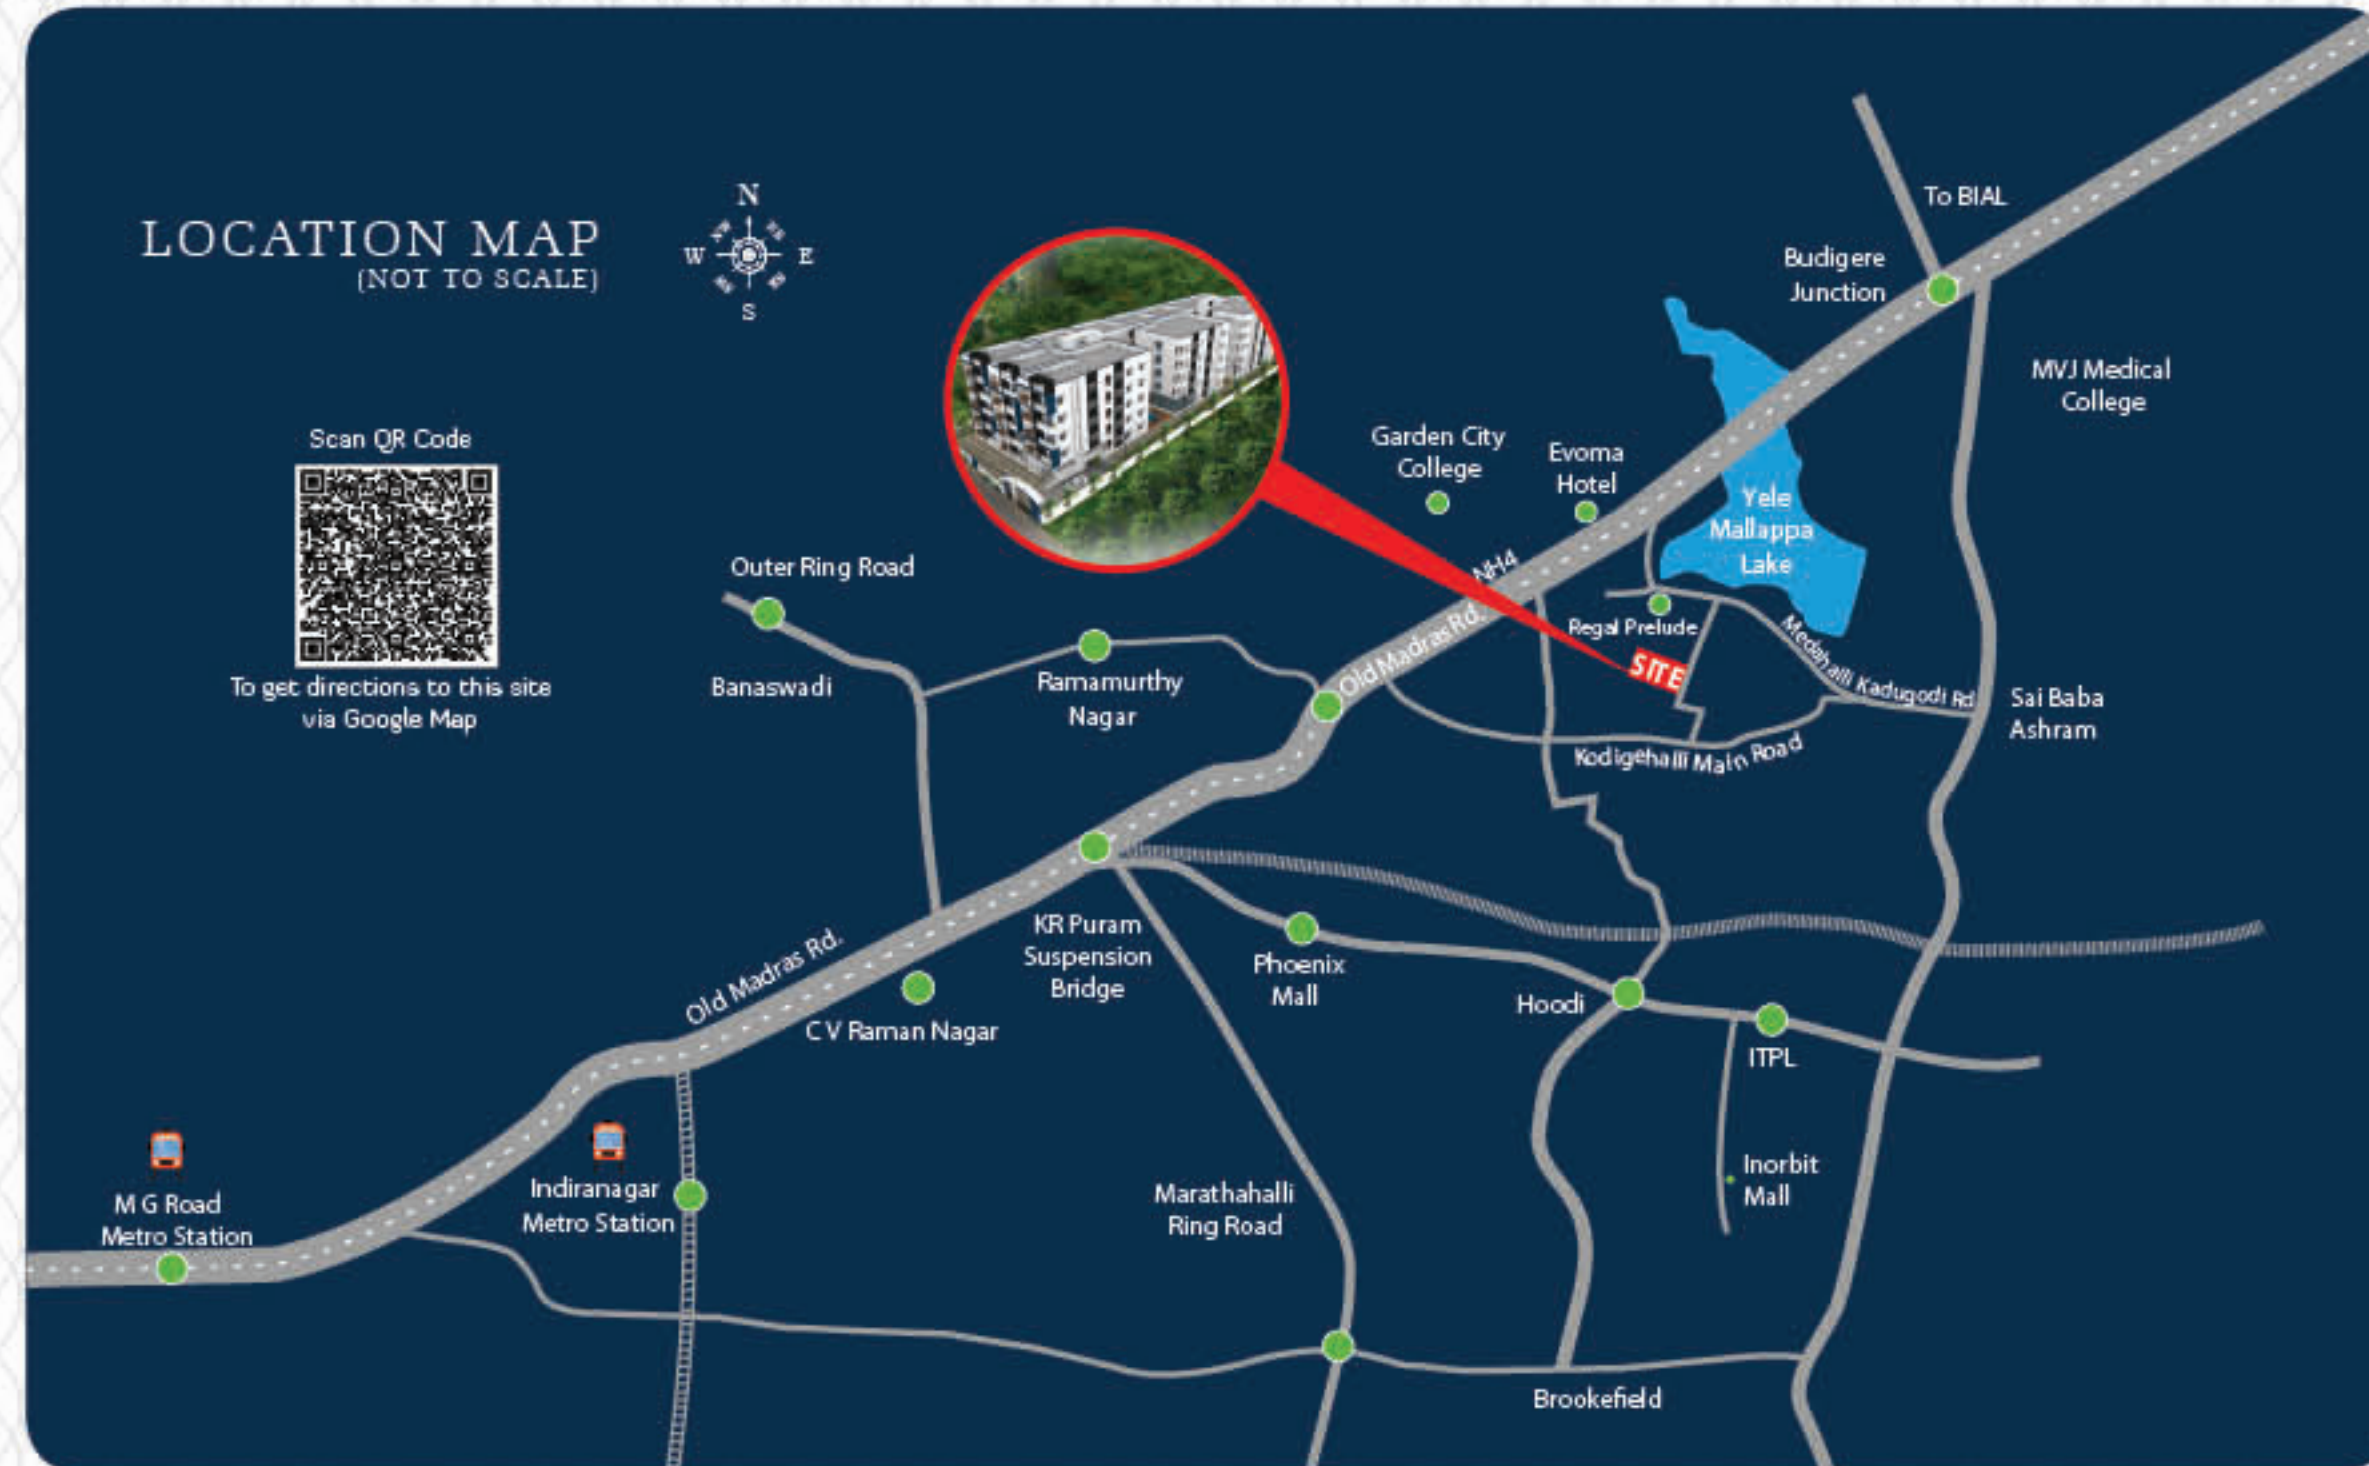 LOCATION MAP
(NOT TO SCALE)
N
W
E
S
Scan QR Code
To get directions to this site
via Google Map
To BIAL
Budigere
Junction
MVJ Medical
College
Garden City
College
Evoma
Hotel
Yele
Mallappa
Lake
NH4
Old Madras Rd.
Regal Prelude
SITE
Medahalli Kadugodi Rd
Sai Baba
Ashram
Kodigehalli Main Road
Outer Ring Road
Banaswadi
Ramamurthy
Nagar
KR Puram
Suspension
Bridge
Old Madras Rd.
C V Raman Nagar
Phoenix
Mall
Hoodi
ITPL
Inorbit
Mall
M G Road
Metro Station
Indiranagar
Metro Station
Marathahalli
Ring Road
Brookefield